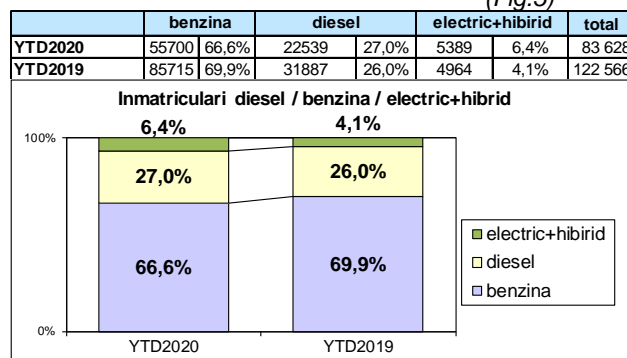 (Fig.5)
benzina diesel electric+hibirid total
YTD2020 55700 66,6% 22539 27,0% 5389 6,4% 83 628
YTD2019 85715 69,9% 31887 26,0% 4964 4,1% 122 566
Inmatriculari diesel / benzina / electric+hibrid
6,4% 4,1%
100%
27,0% 26,0%
electric+hibirid
diesel
66,6% 69,9%
benzina
0%
YTD2020 YTD2019